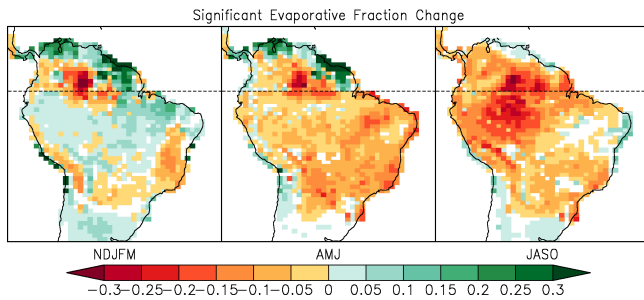 Significant Evaporative Fraction Change
NDJFM AMJ JASO
-0.3 -0.25 -0.2 -0.15 -0.1 -0.05 0 0.05 0.1 0.15 0.2 0.25 0.3